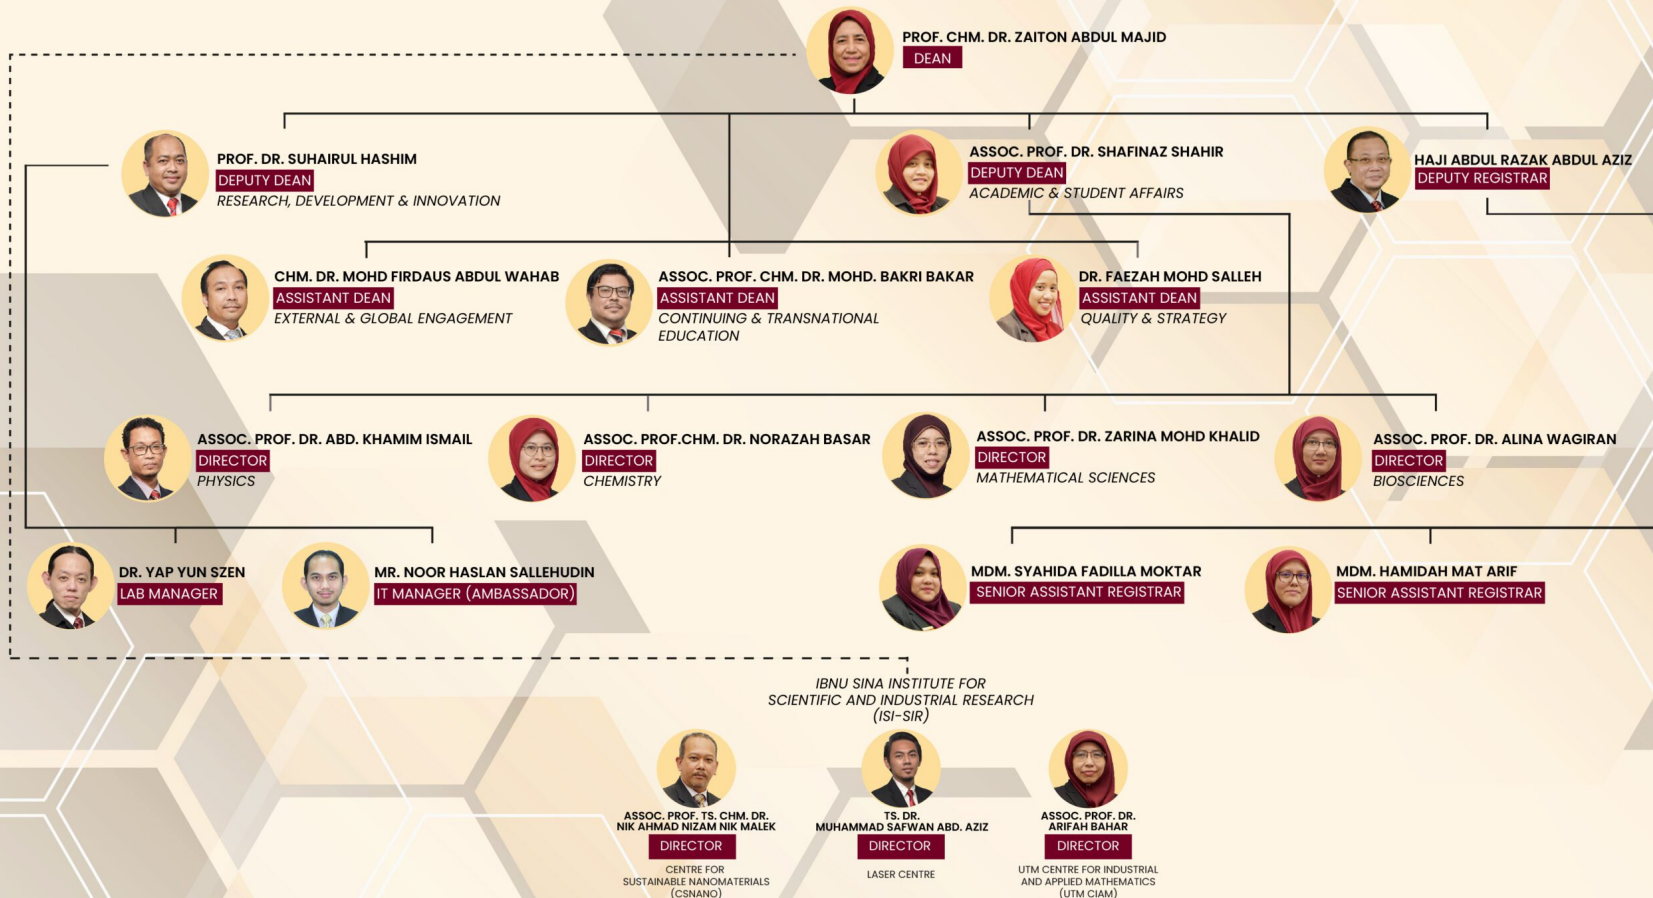 PROF. CHM. DR. ZAITON ABDUL MAJID
DEAN
PROF. DR. SUHAIRUL HASHIM
DEPUTY DEAN
RESEARCH, DEVELOPMENT & INNOVATION
ASSOC. PROF. DR. SHAFINAZ SHAHIR
DEPUTY DEAN
ACADEMIC & STUDENT AFFAIRS
HAJI ABDUL RAZAK ABDUL AZIZ
DEPUTY REGISTRAR
CHM. DR. MOHD FIRDAUS ABDUL WAHAB
ASSISTANT DEAN
EXTERNAL & GLOBAL ENGAGEMENT
ASSOC. PROF. CHM. DR. MOHD. BAKRI BAKAR
ASSISTANT DEAN
CONTINUING & TRANSNATIONAL
EDUCATION
DR. FAEZAH MOHD SALLEH
ASSISTANT DEAN
QUALITY & STRATEGY
ASSOC. PROF. DR. ABD. KHAMIM ISMAIL
DIRECTOR
PHYSICS
ASSOC. PROF.CHM. DR. NORAZAH BASAR
DIRECTOR
CHEMISTRY
ASSOC. PROF. DR. ZARINA MOHD KHALID
DIRECTOR
MATHEMATICAL SCIENCES
ASSOC. PROF. DR. ALINA WAGIRAN
DIRECTOR
BIOSCIENCES
DR. YAP YUN SZEN
LAB MANAGER
MR. NOOR HASLAN SALLEHUDIN
IT MANAGER (AMBASSADOR)
MDM. SYAHIDA FADILLA MOKTAR
SENIOR ASSISTANT REGISTRAR
MDM. HAMIDAH MAT ARIF
SENIOR ASSISTANT REGISTRAR
IBNU SINA INSTITUTE FOR
SCIENTIFIC AND INDUSTRIAL RESEARCH
(ISI-SIR)
ASSOC. PROF. TS. CHM. DR.
NIK AHMAD NIZAM NIK MALEK
DIRECTOR
CENTRE FOR
SUSTAINABLE NANOMATERIALS
(CSNANO)
TS. DR.
MUHAMMAD SAFWAN ABD. AZIZ
DIRECTOR
LASER CENTRE
ASSOC. PROF. DR.
ARIFAH BAHAR
DIRECTOR
UTM CENTRE FOR INDUSTRIAL
AND APPLIED MATHEMATICS
(UTM CIAM)